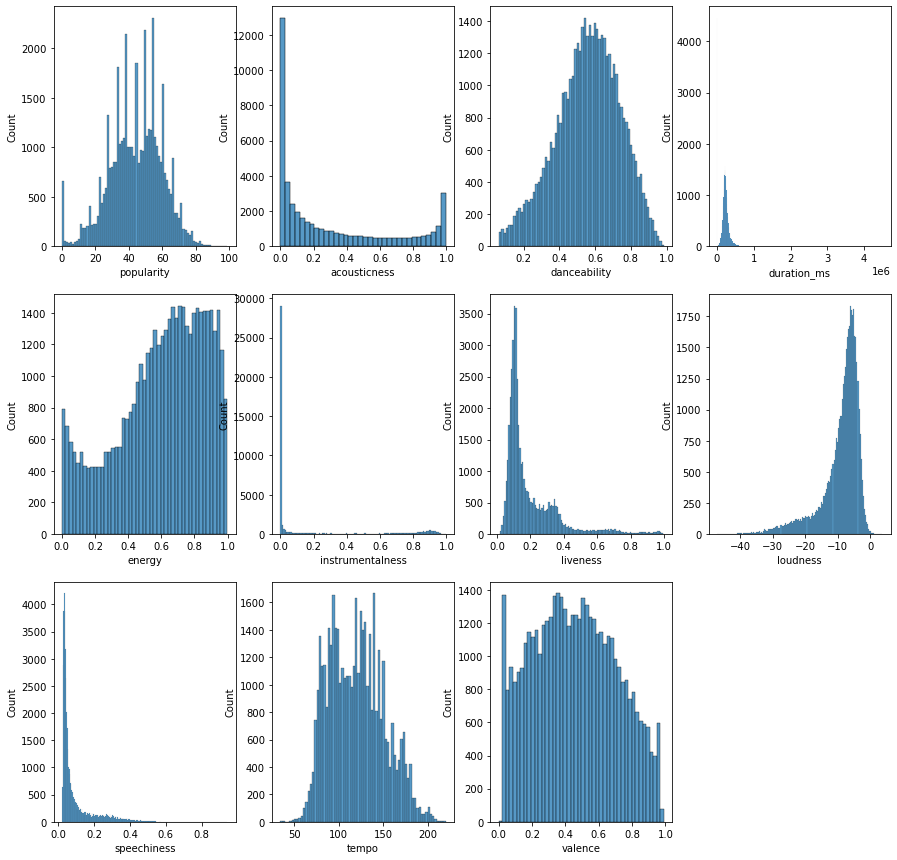 Count
2000
1500
1000
500
0
0 20 40 60 80 100
popularity
Count
12000
10000
8000
6000
4000
2000
0
0.0 0.2 0.4 0.6 0.8 1.0
acousticness
Count
1400
1200
1000
800
600
400
200
0
0.2 0.4 0.6 0.8 1.0
danceability
Count
4000
3000
2000
1000
0
0 1 2 3 4
1e6
duration_ms
Count
1400
1200
1000
800
600
400
200
0
0.0 0.2 0.4 0.6 0.8 1.0
energy
Count
30000
25000
20000
15000
10000
5000
0
0.0 0.2 0.4 0.6 0.8 1.0
instrumentalness
Count
3500
3000
2500
2000
1500
1000
500
0
0.0 0.2 0.4 0.6 0.8 1.0
liveness
Count
1750
1500
1250
1000
750
500
250
0
−40 −30 −20 −10 0
loudness
Count
4000
3500
3000
2500
2000
1500
1000
500
0
0.0 0.2 0.4 0.6 0.8
speechiness
Count
1600
1400
1200
1000
800
600
400
200
0
50 100 150 200
tempo
Count
1400
1200
1000
800
600
400
200
0
0.0 0.2 0.4 0.6 0.8 1.0
valence